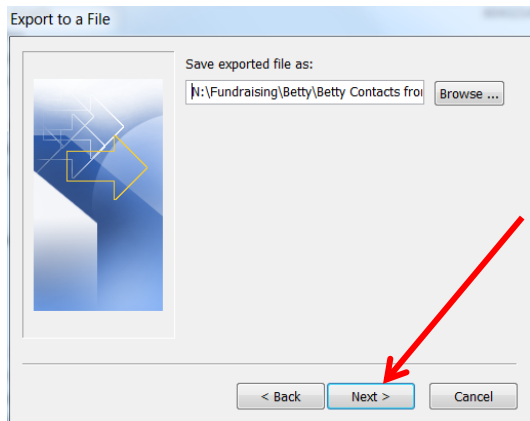 Export to a File
Save exported file as:
N:\Fundraising\Betty\Betty Contacts fro
Browse ...
< Back
Next >
Cancel